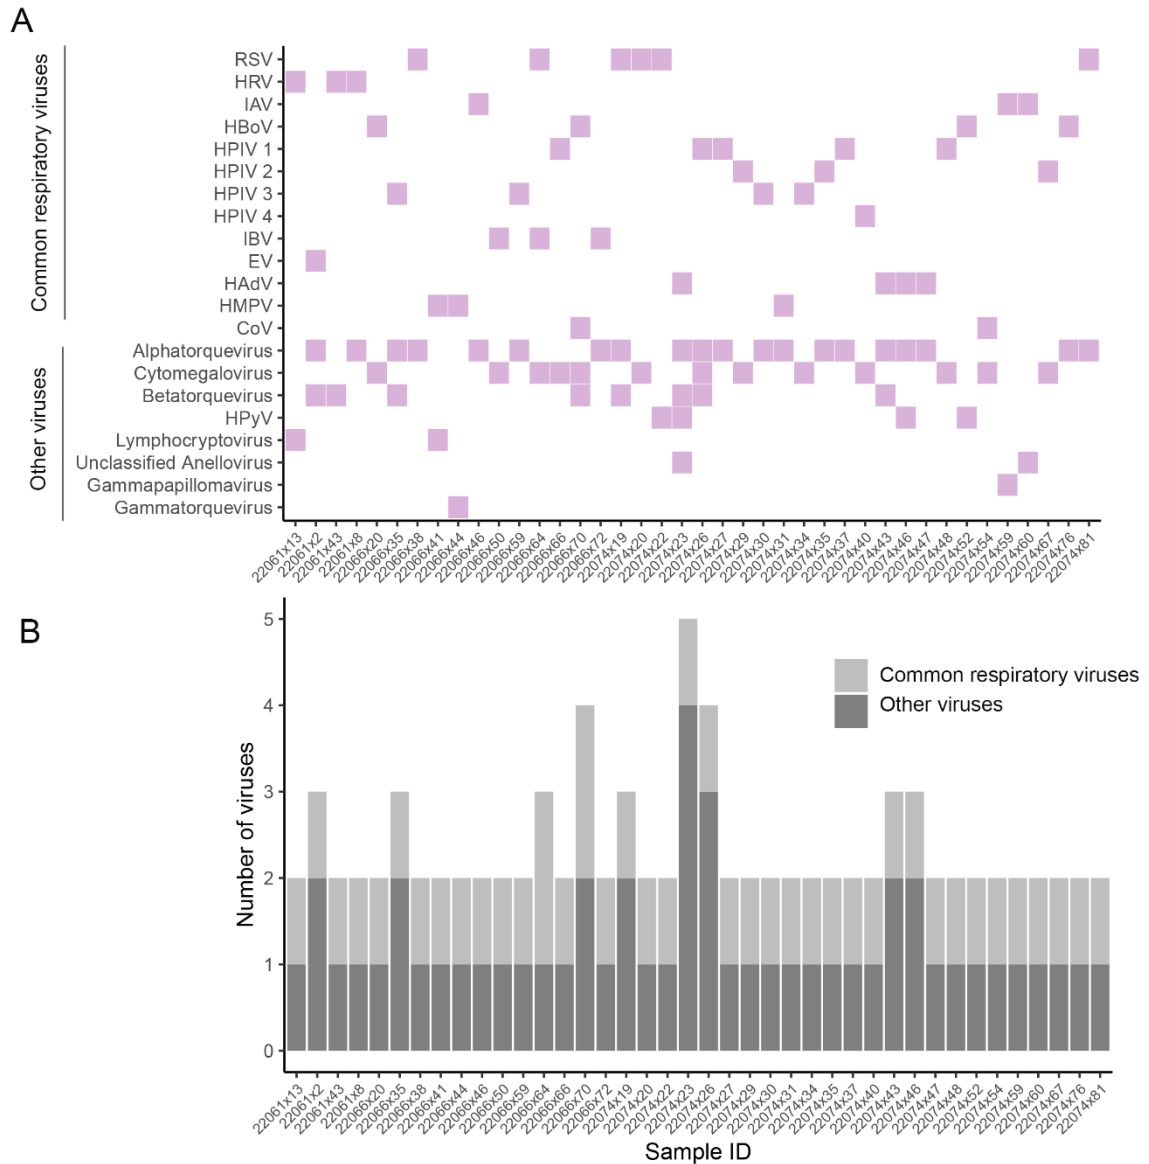 A
Common respiratory viruses
RSV
HRV
IAV
HBoV
HPIV 1
HPIV 2
HPIV 3
HPIV 4
IBV
EV
HAdV
HMPV
CoV
Other viruses
Alphatorquevirus
Cytomegalovirus
Betatorquevirus
HPyV
Lymphocryptovirus
Unclassified Anellovirus
Gammapapillomavirus
Gammatorquevirus
22061x13
22061x2
22061x43
22061x8
22066x20
22066x35
22066x38
22066x41
22066x44
22066x46
22066x50
22066x59
22066x64
22066x66
22066x70
22066x72
22074x19
22074x20
22074x22
22074x23
22074x26
22074x27
22074x29
22074x30
22074x31
22074x34
22074x35
22074x37
22074x40
22074x43
22074x46
22074x47
22074x48
22074x52
22074x54
22074x59
22074x60
22074x67
22074x76
22074x81
B
Number of viruses
5
4
3
2
1
0
Common respiratory viruses
Other viruses
22061x13
22061x2
22061x43
22061x8
22066x20
22066x35
22066x38
22066x41
22066x44
22066x46
22066x50
22066x59
22066x64
22066x66
22066x70
22066x72
22074x19
22074x20
22074x22
22074x23
22074x26
22074x27
22074x29
22074x30
22074x31
22074x34
22074x35
22074x37
22074x40
22074x43
22074x46
22074x47
22074x48
22074x52
22074x54
22074x59
22074x60
22074x67
22074x76
22074x81
Sample ID